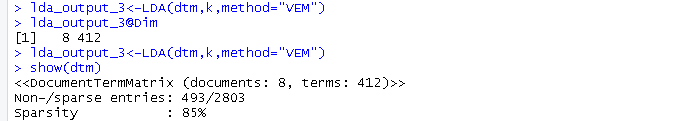 > lda_output_3<-LDA(dtm,k,method="VEM")
> lda_output_3@Dim
[1]   8 412
> lda_output_3<-LDA(dtm,k,method="VEM")
> show(dtm)
<<DocumentTermMatrix (documents: 8, terms: 412)>>
Non-/sparse entries: 493/2803
Sparsity           : 85%